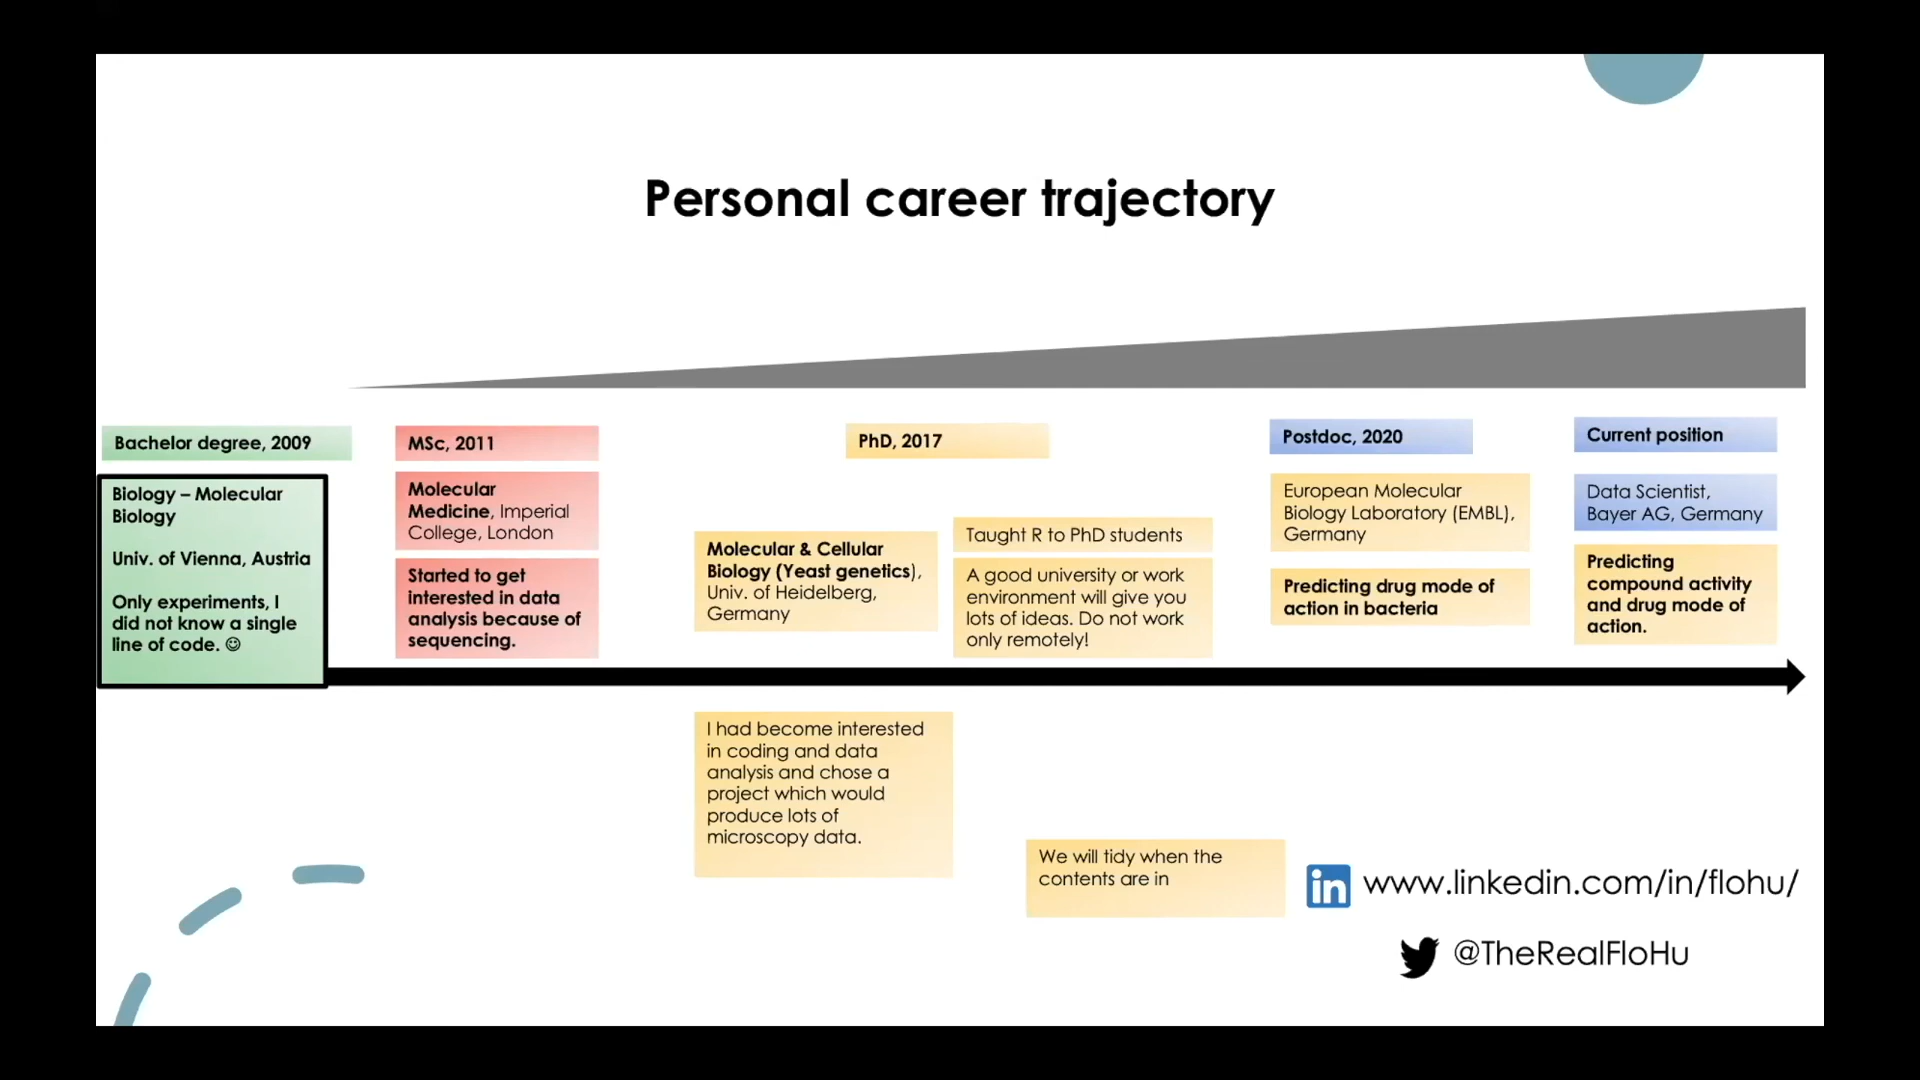 Personal career trajectory
Bachelor degree, 2009
Biology – Molecular
Biology
Univ. of Vienna, Austria
Only experiments, I
did not know a single
line of code. ☺
MSc, 2011
Molecular
Medicine, Imperial
College, London
Started to get
interested in data
analysis because of
sequencing.
PhD, 2017
Molecular & Cellular
Biology (Yeast genetics),
Univ. of Heidelberg,
Germany
Taught R to PhD students
A good university or work
environment will give you
lots of ideas. Do not work
only remotely!
Postdoc, 2020
European Molecular
Biology Laboratory (EMBL),
Germany
Predicting drug mode of
action in bacteria
Current position
Data Scientist,
Bayer AG, Germany
Predicting
compound activity
and drug mode of
action.
I had become interested
in coding and data
analysis and chose a
project which would
produce lots of
microscopy data.
We will tidy when the
contents are in
in www.linkedin.com/in/flohu/
@TheRealFloHu